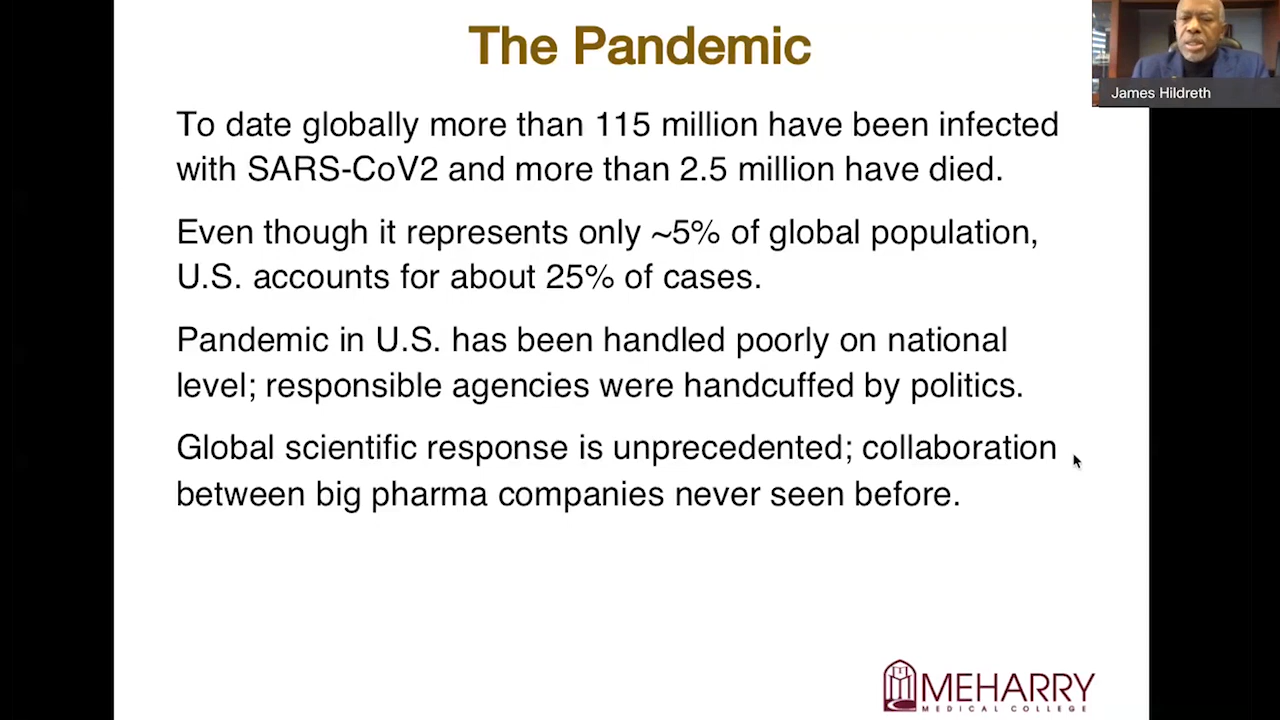 The Pandemic
James Hildreth
To date globally more than 115 million have been infected
with SARS-CoV2 and more than 2.5 million have died.
Even though it represents only ~5% of global population,
U.S. accounts for about 25% of cases.
Pandemic in U.S. has been handled poorly on national
level; responsible agencies were handcuffed by politics.
Global scientific response is unprecedented; collaboration
between big pharma companies never seen before.
MEHARRY
MEDICAL COLLEGE